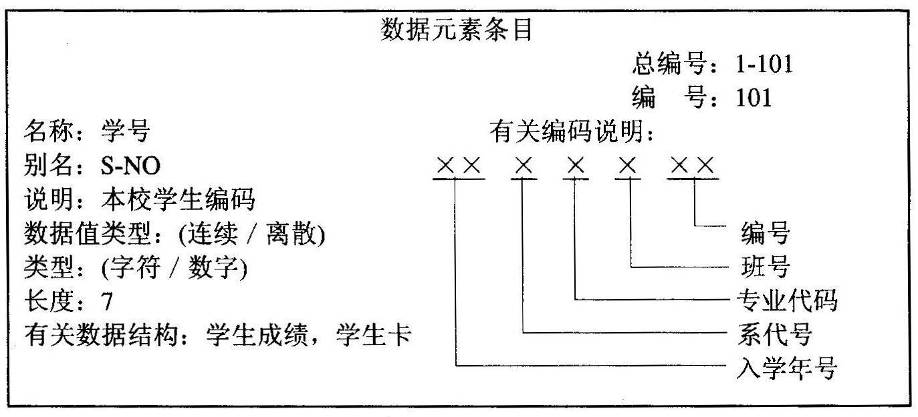 数据元素条目
总编号：1-101
编 号：101
名称：学号
有关编码说明：
别名：S-NO
×× × × × ××
说明：本校学生编码
数据值类型：(连续 / 离散)
编号
类型：(字符 / 数字)
班号
长度：7
专业代码
有关数据结构：学生成绩，学生卡
系代号
入学年号